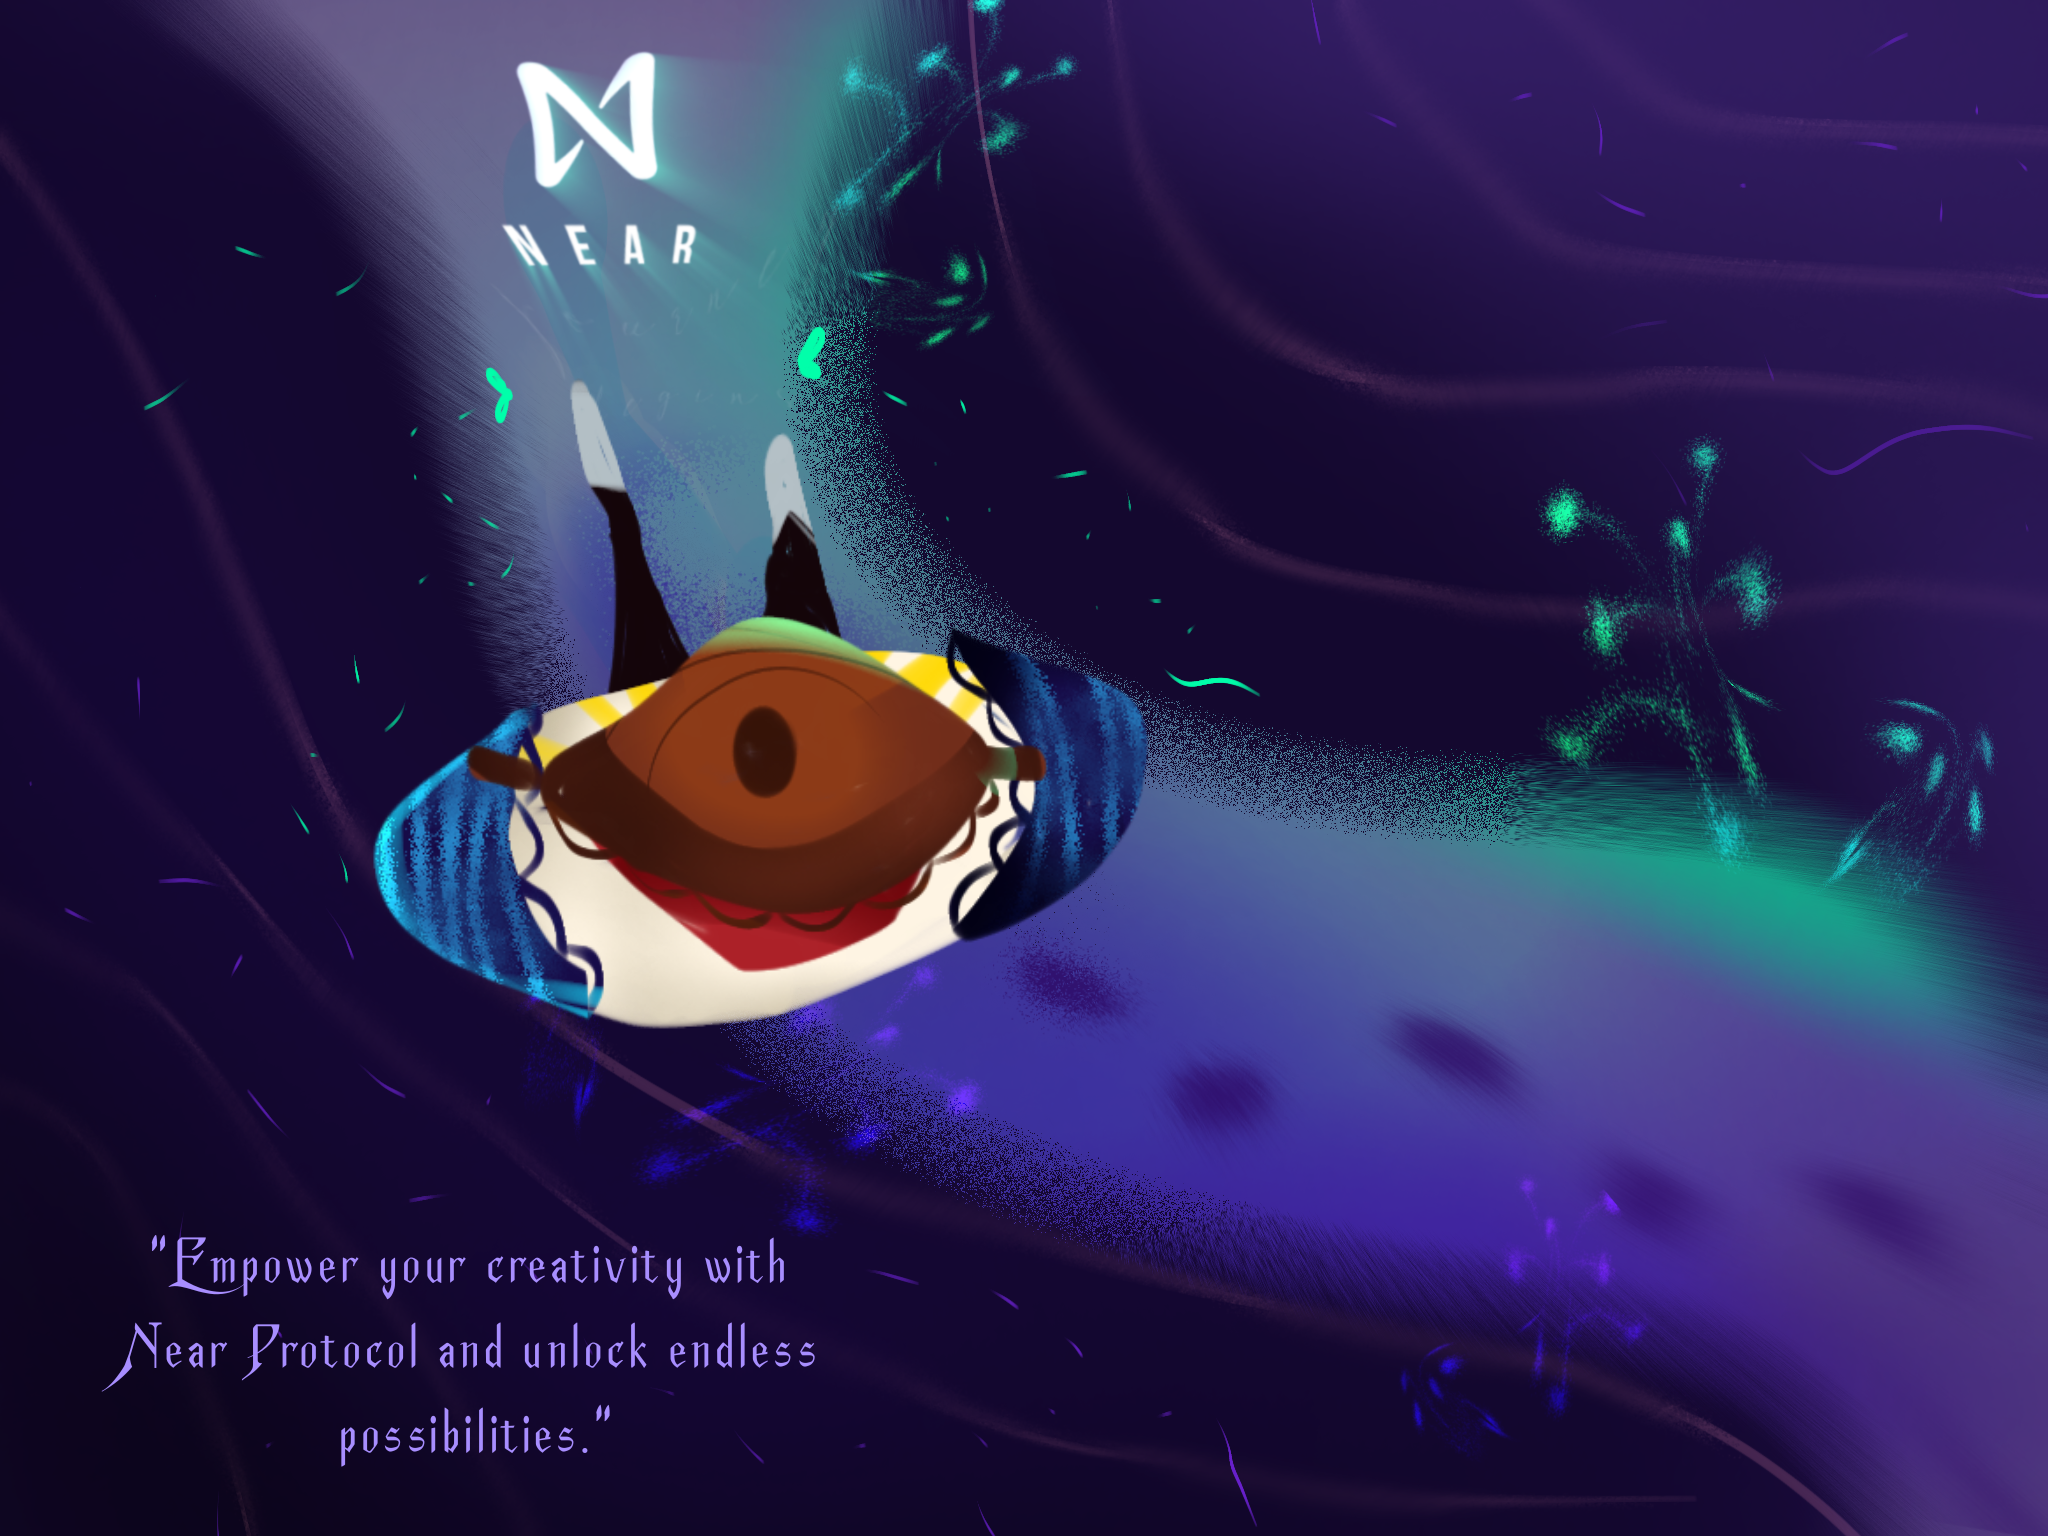 NEAR
"Empower your creativity with
Near Protocol and unlock endless
possibilities."